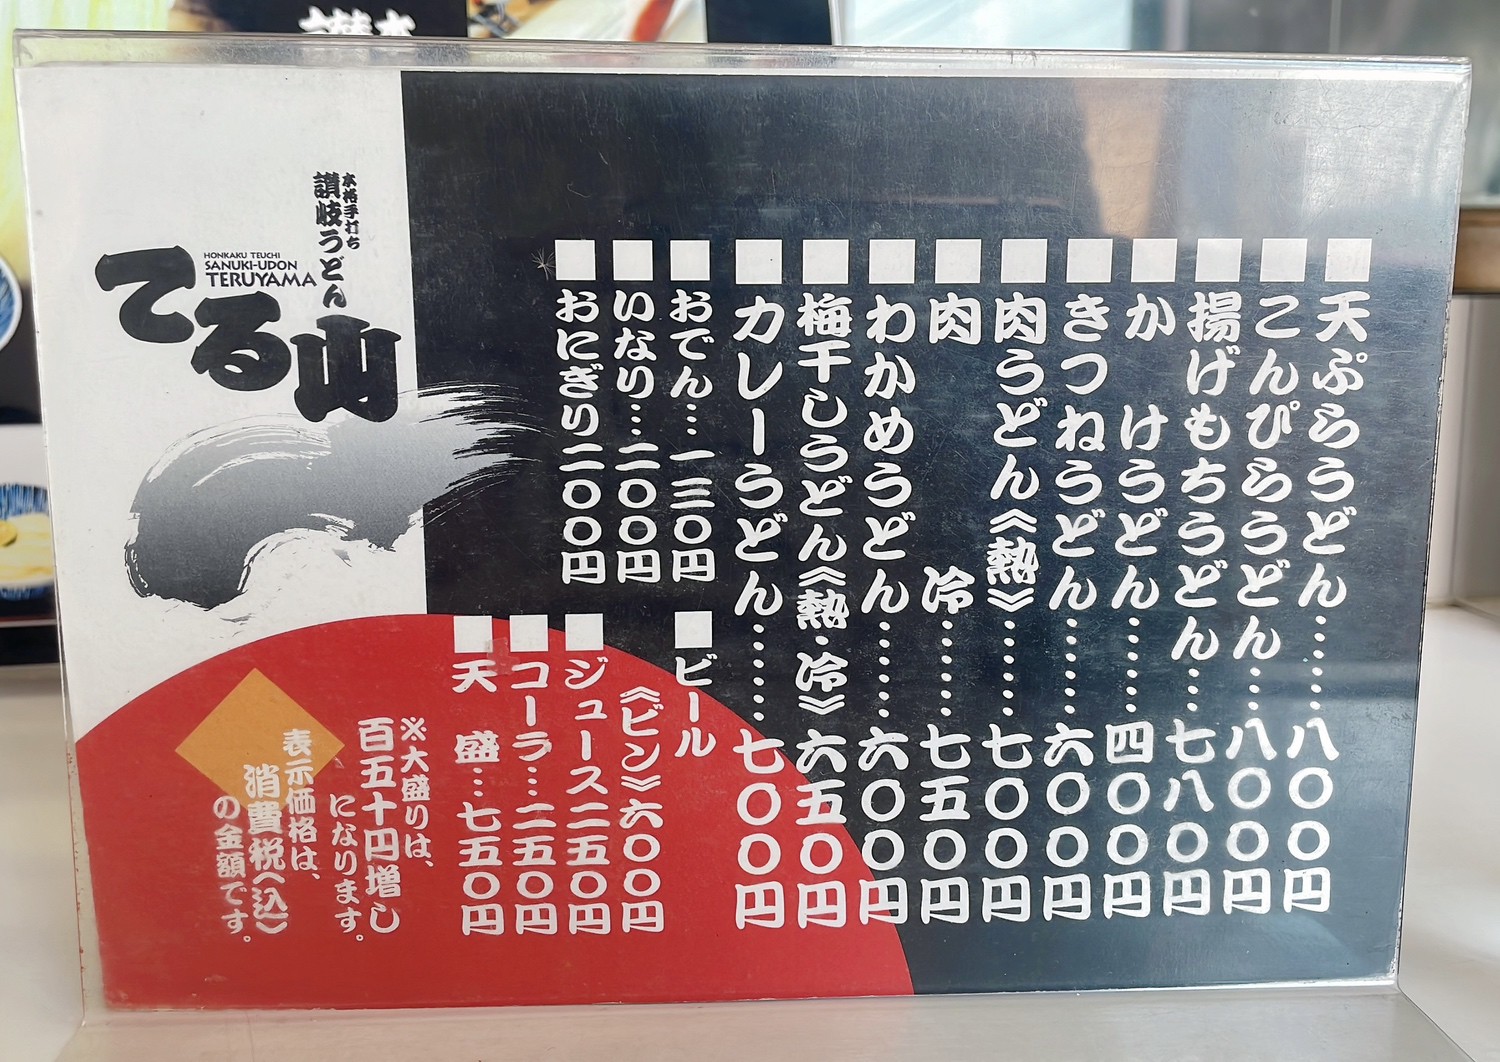 ■天ぷらうどん……八〇〇円
■こんぴらうどん…八〇〇円
■揚げもちうどん…七八〇円
■かけうどん……四〇〇円
■きつねうどん……六〇〇円
■肉うどん《熱》……七〇〇円
■肉 冷……七五〇円
■わかめうどん……六〇〇円
■梅干しうどん《熱・冷》六五〇円
■カレーうどん……七〇〇円
■おでん…一三〇円
■いなり…二〇〇円
■おにぎり二〇〇円
■ビール
《ビン》六〇〇円
■ジュース二五〇円
■コーラ…二五〇円
■天 盛…七五〇円
※大盛りは、
百五十円増し
になります。
表示価格は、
消費税〈込〉
の金額です。
本格手打ち
讃岐うどん
HONKAKU TEUCHI
SANUKI-UDON
TERUYAMA
てる山